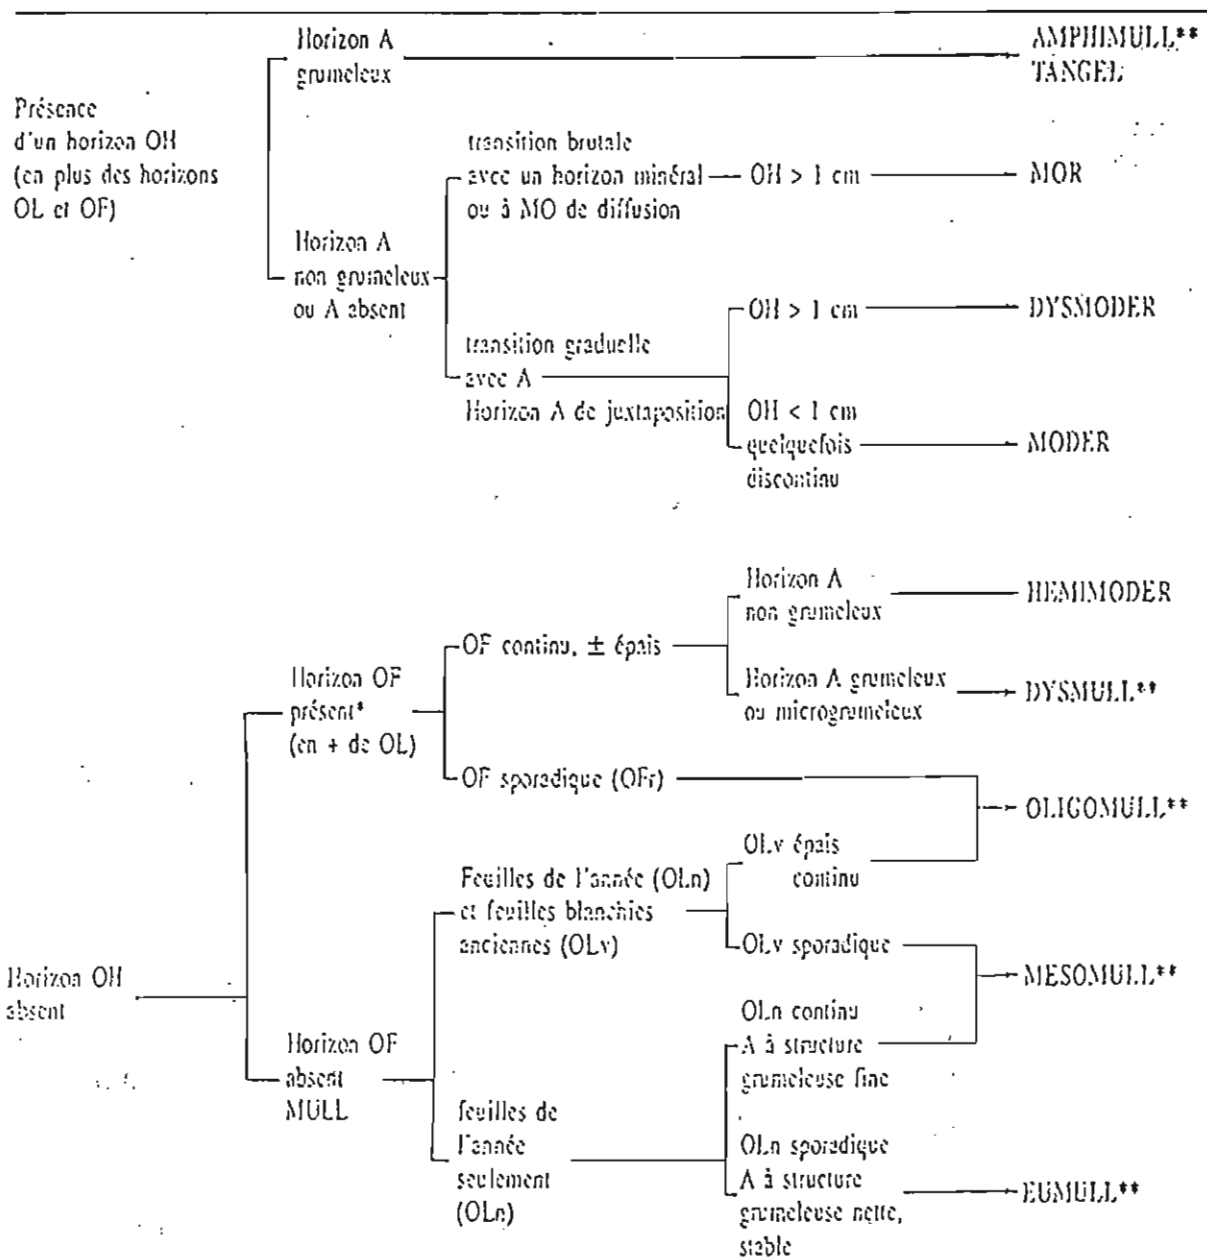 Horizon A
grumeleux
AMPHIMULL**
TANGEL
Présence
d'un horizon OH
(en plus des horizons
OL et OF)
transition brutale
avec un horizon minéral
ou à MO de diffusion
OH > 1 cm
MOR
Horizon A
non grumeleux
ou A absent
OH > 1 cm
DYSMODER
transition graduelle
avec A
Horizon A de juxtaposition
OH < 1 cm
quelquefois
discontinu
MODER
Horizon A
non grumeleux
HEMIMODER
OF continu, ± épais
Horizon A grumeleux
ou microgrumeleux
DYSMULL**
Horizon OF
présent*
(en + de OL)
OF sporadique (OFr)
OLIGOMULL**
OLv épais
continu
Feuilles de l'année (OLn)
et feuilles blanchies
anciennes (OLv)
OLv sporadique
MESOMULL**
Horizon OH
absent
OLn continu
A à structure
grumeleuse fine
Horizon OF
absent
MULL
feuilles de
l'année
seulement
(OLn)
OLn sporadique
A à structure
grumeleuse nette,
stable
EUMULL**